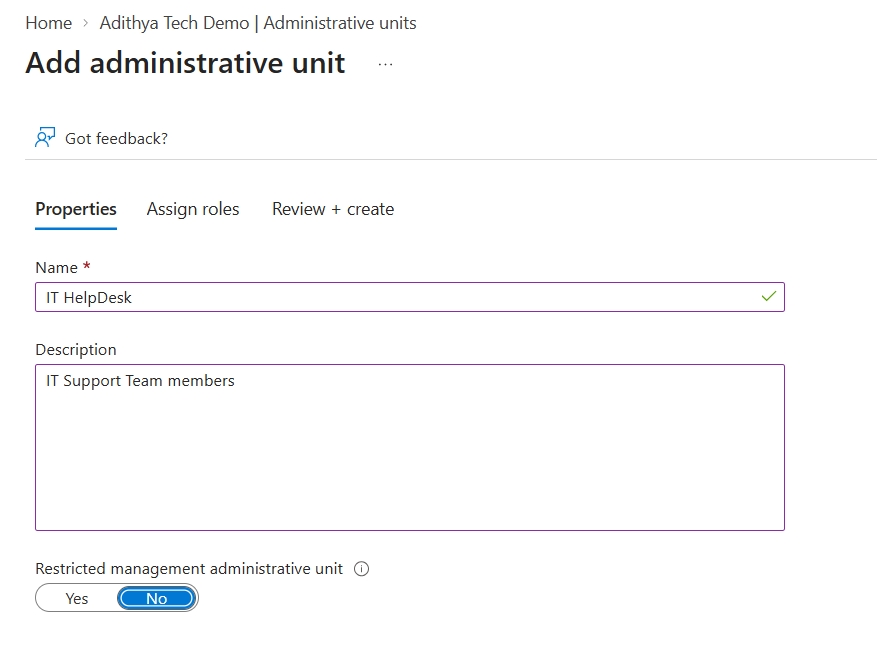 Home > Adithya Tech Demo | Administrative units
Add administrative unit ...
Got feedback?
Properties Assign roles Review + create
Name *
IT HelpDesk
Description
IT Support Team members
Restricted management administrative unit
Yes No